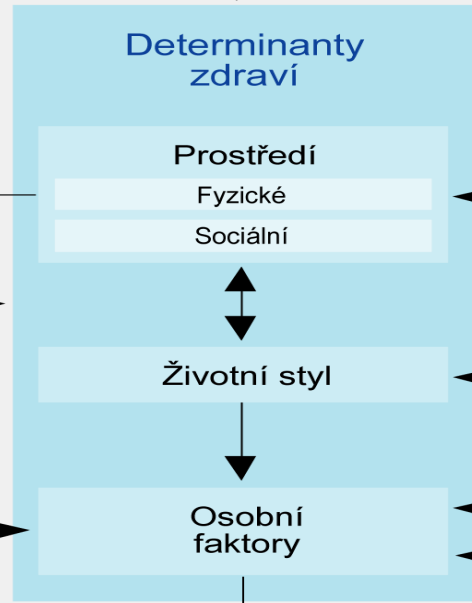 Determinanty
zdraví
Prostředí
Fyzické
Sociální
Životní styl
Osobní
faktory